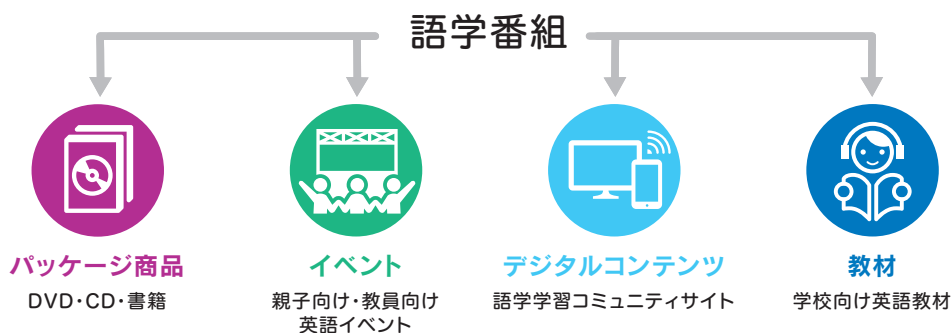 語学番組
パッケージ商品
DVD・CD・書籍
イベント
親子向け・教員向け
英語イベント
デジタルコンテンツ
語学学習コミュニティサイト
教材
学校向け英語教材